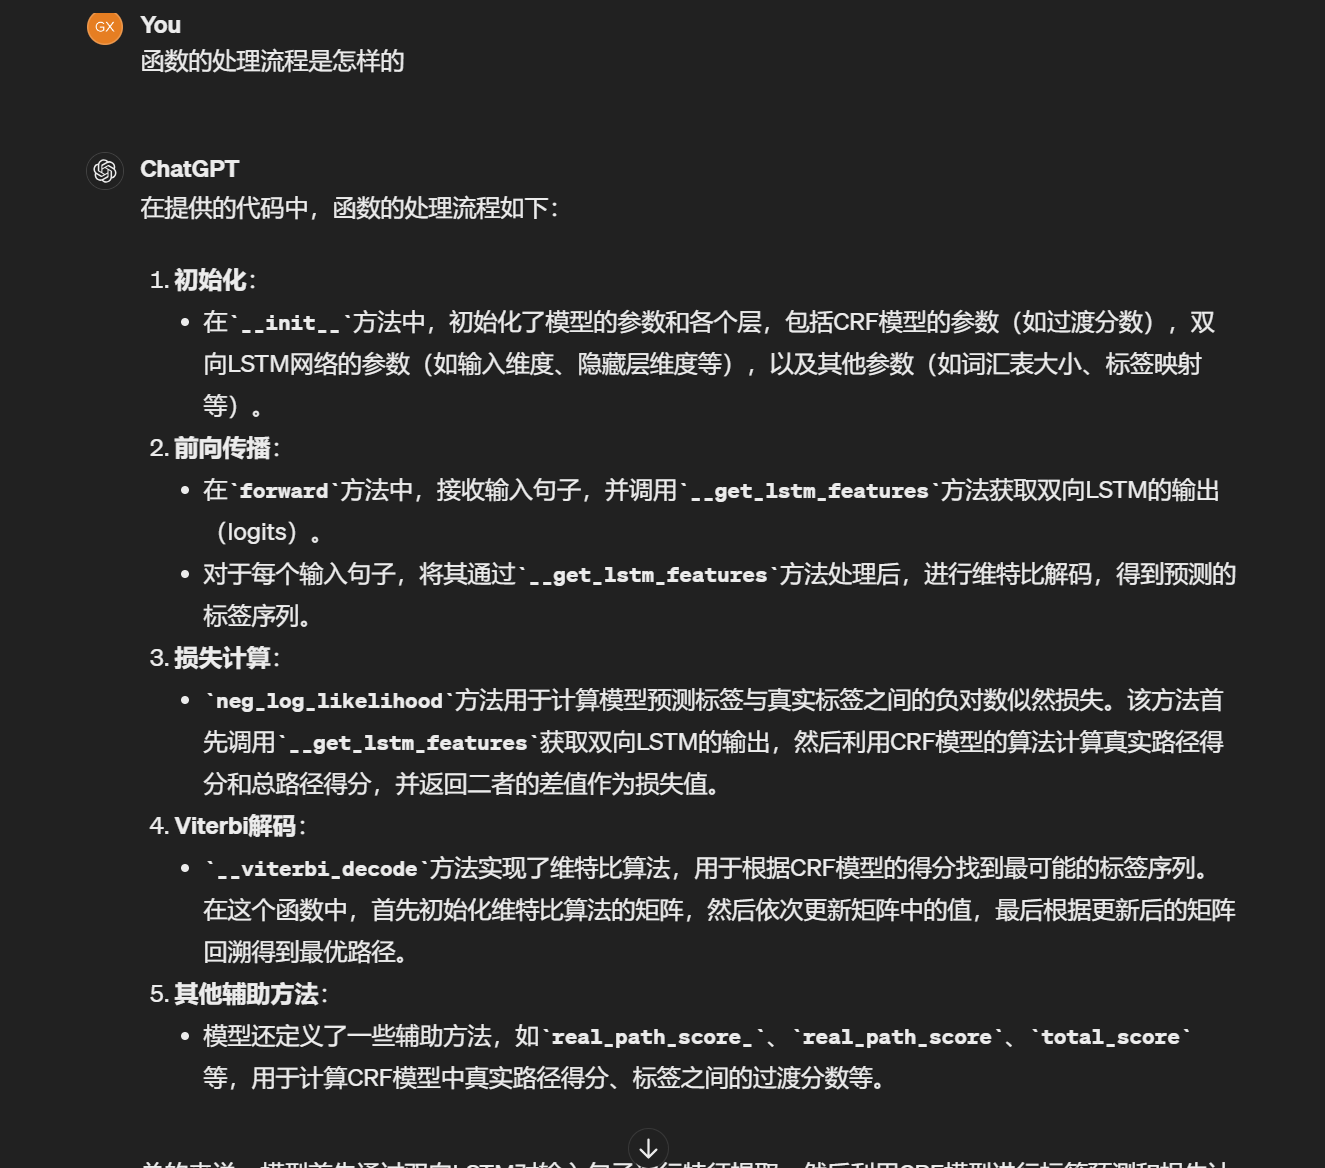 GX
You
函数的处理流程是怎样的
ChatGPT
在提供的代码中，函数的处理流程如下：
1. 初始化：
• 在`__init__`方法中，初始化了模型的参数和各个层，包括CRF模型的参数（如过渡分数），双
向LSTM网络的参数（如输入维度、隐藏层维度等），以及其他参数（如词汇表大小、标签映射
等）。
2. 前向传播：
• 在`forward`方法中，接收输入句子，并调用`__get_lstm_features`方法获取双向LSTM的输出
（logits）。
• 对于每个输入句子，将其通过`__get_lstm_features`方法处理后，进行维特比解码，得到预测的
标签序列。
3. 损失计算：
• `neg_log_likelihood`方法用于计算模型预测标签与真实标签之间的负对数似然损失。该方法首
先调用`__get_lstm_features`获取双向LSTM的输出，然后利用CRF模型的算法计算真实路径得
分和总路径得分，并返回二者的差值作为损失值。
4. Viterbi解码：
• `__viterbi_decode`方法实现了维特比算法，用于根据CRF模型的得分找到最可能的标签序列。
在这个函数中，首先初始化维特比算法的矩阵，然后依次更新矩阵中的值，最后根据更新后的矩阵
回溯得到最优路径。
5. 其他辅助方法：
• 模型还定义了一些辅助方法，如`real_path_score_`、`real_path_score`、`total_score`
等，用于计算CRF模型中真实路径得分、标签之间的过渡分数等。